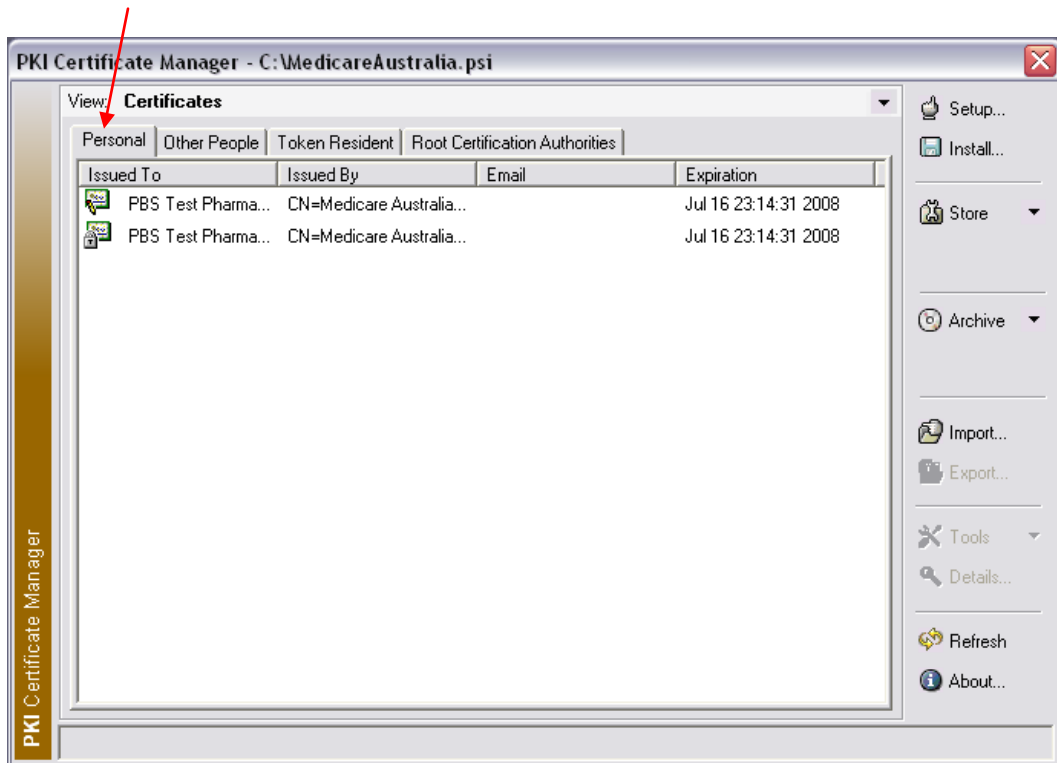 PKI Certificate Manager - C:\MedicareAustralia.psi
View: Certificates
Personal Other People Token Resident Root Certification Authorities
Issued To Issued By Email Expiration
PBS Test Pharma... CN=Medicare Australia... Jul 16 23:14:31 2008
PBS Test Pharma... CN=Medicare Australia... Jul 16 23:14:31 2008
Setup...
Install...
Store
Archive
Import...
Export...
Tools
Details...
Refresh
About...
PKI Certificate Manager